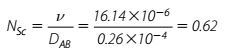 N_Sc = ν / D_AB = 16.14×10⁻⁶ / 0.26×10⁻⁴ = 0.62